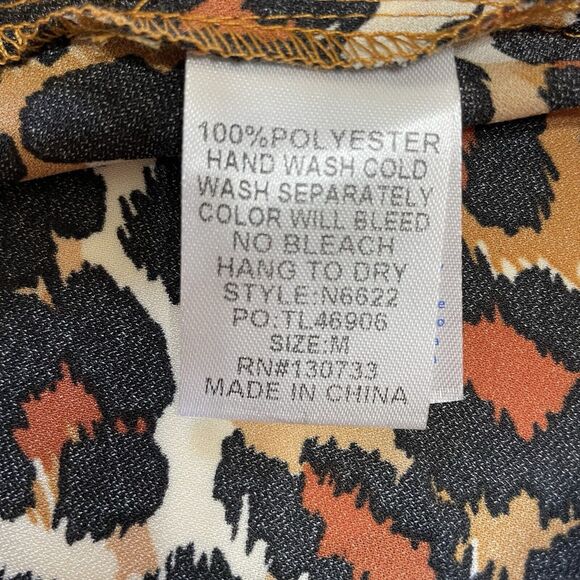 100%POLYESTER
HAND WASH COLD
WASH SEPARATELY
COLOR WILL BLEED
NO BLEACH
HANG TO DRY
STYLE:N6622
PO:TL46906
SIZE:M
RN#130733
MADE IN CHINA